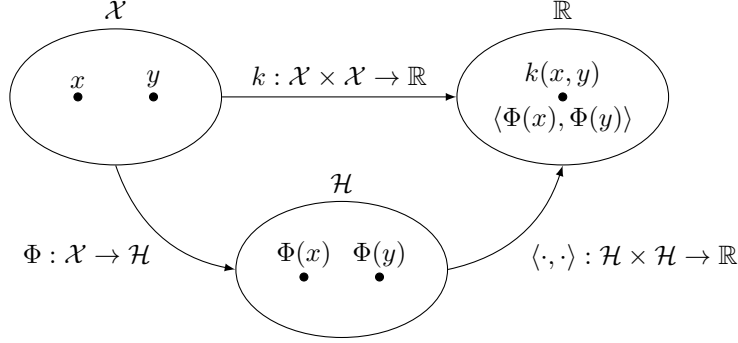 𝒳 ℝ
x y k : 𝒳 × 𝒳 → ℝ k(x, y)
⟨Φ(x), Φ(y)⟩
ℋ
Φ : 𝒳 → ℋ Φ(x) Φ(y) ⟨·, ·⟩ : ℋ × ℋ → ℝ